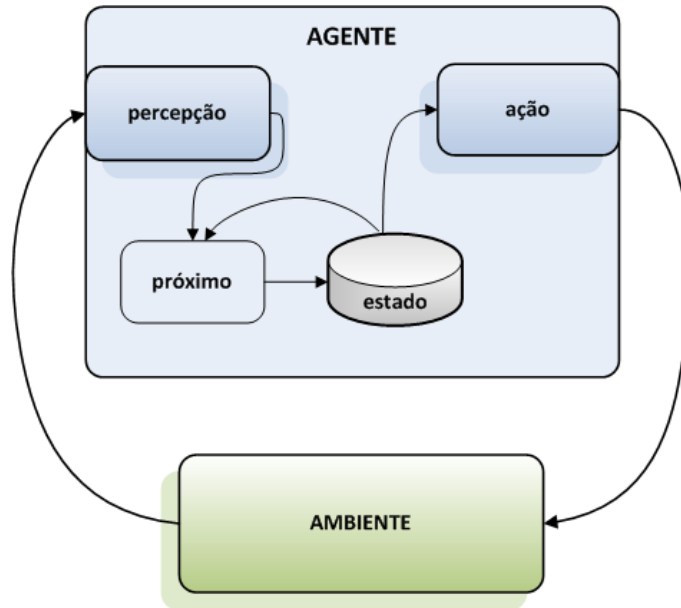 AGENTE
percepção
ação
próximo
estado
AMBIENTE